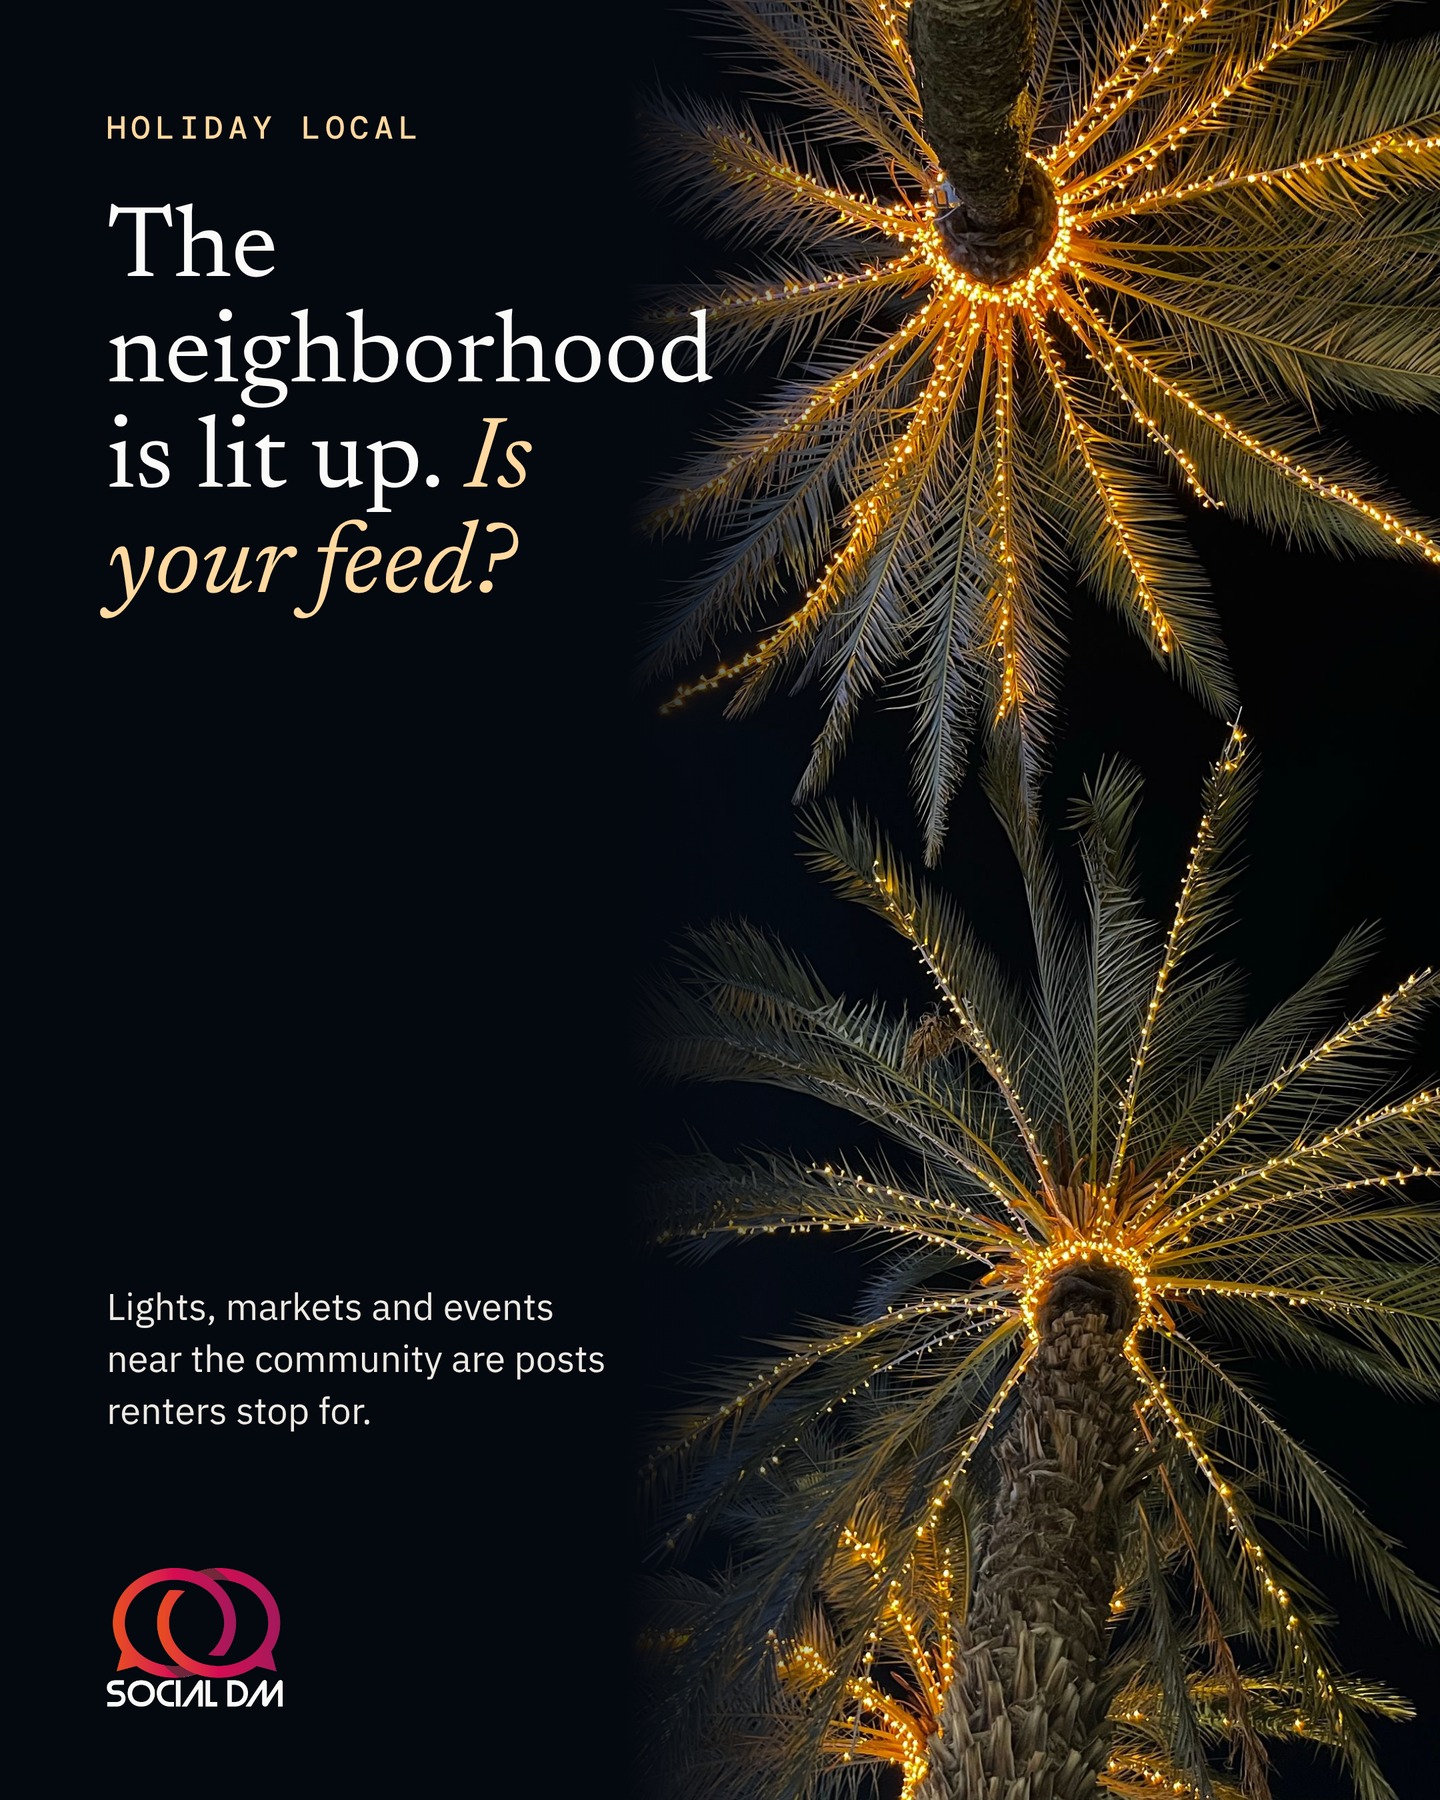 HOLIDAY LOCAL
The
neighborhood
is lit up. Is
your feed?
Lights, markets and events
near the community are posts
renters stop for.
SOCIAL DM